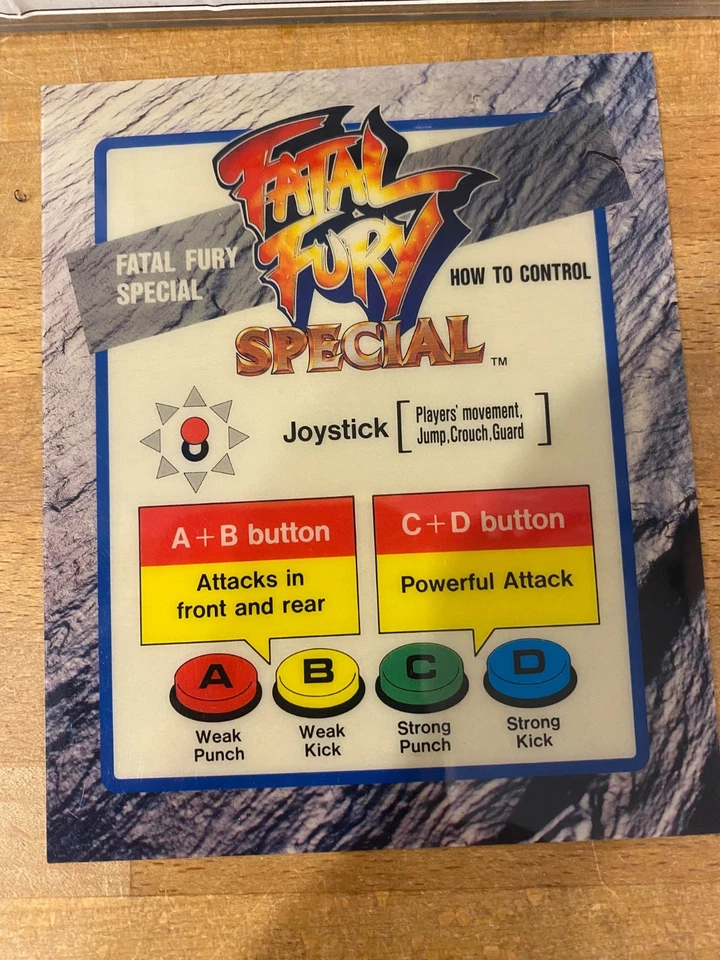 FATAL
FURY
SPECIAL
™
FATAL FURY
SPECIAL
HOW TO CONTROL
Joystick [Players' movement,
Jump,Crouch,Guard]
A+B button
Attacks in
front and rear
C+D button
Powerful Attack
A
Weak
Punch
B
Weak
Kick
C
Strong
Punch
D
Strong
Kick